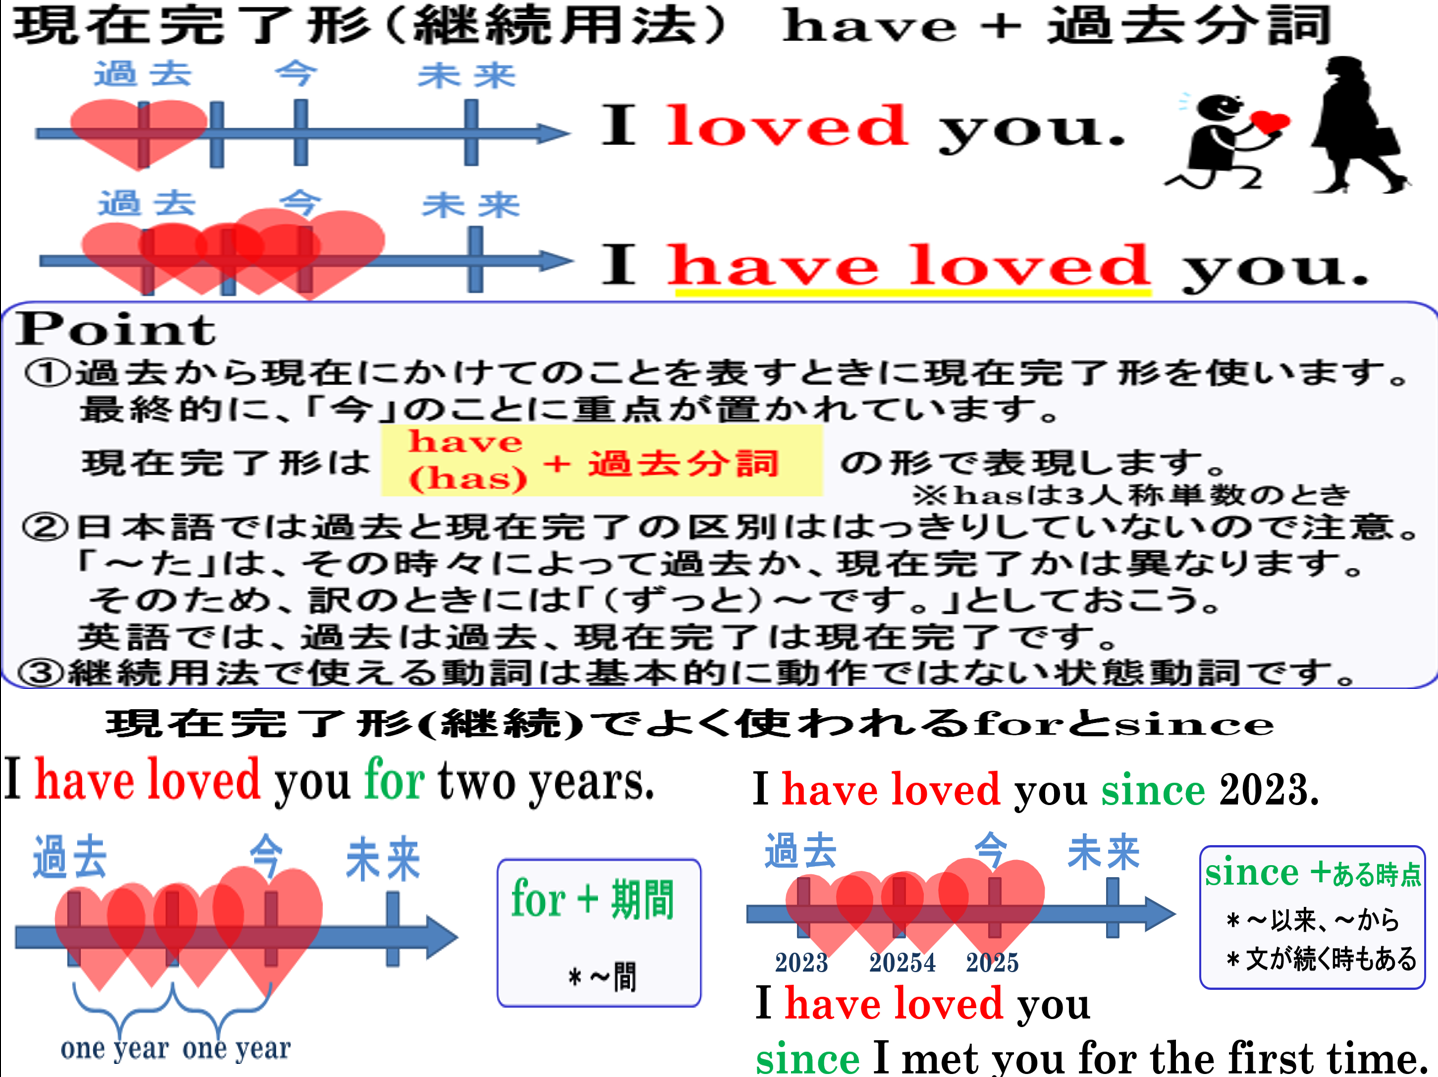 現在完了形(継続用法) have + 過去分詞
過去 今 未来
I loved you.
過去 今 未来
I have loved you.
Point
①過去から現在にかけてのことを表すときに現在完了形を使います。
最終的に、「今」のことに重点が置かれています。
現在完了形は have (has) + 過去分詞 の形で表現します。
※hasは3人称単数のとき
②日本語では過去と現在完了の区別ははっきりしていないので注意。
「～た」は、その時々によって過去か、現在完了かは異なります。
そのため、訳のときには「(ずっと)～です。」としておこう。
英語では、過去は過去、現在完了は現在完了です。
③継続用法で使える動詞は基本的に動作ではない状態動詞です。
現在完了形(継続)でよく使われるforとsince
I have loved you for two years.
過去 今 未来
one year one year
for + 期間
*～間
I have loved you since 2023.
過去 今 未来
2023 20254 2025
since +ある時点
*～以来、～から
*文が続く時もある
I have loved you
since I met you for the first time.